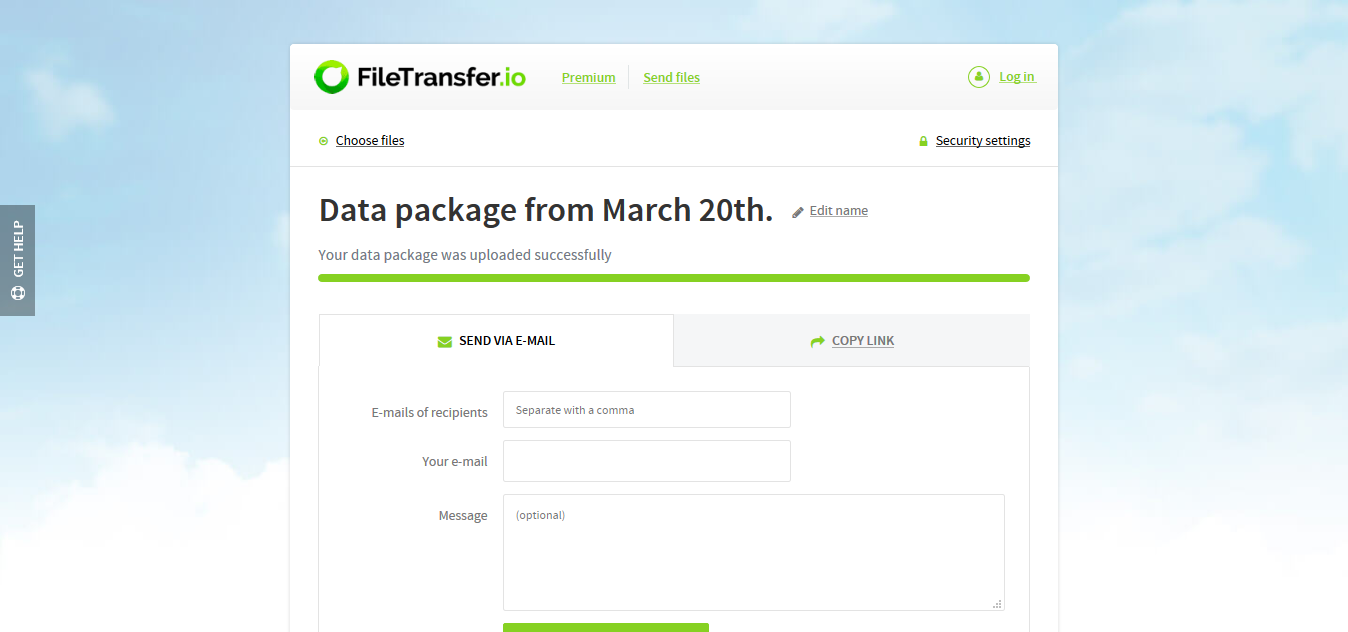 FileTransfer.io
Premium
Send files
Log in
Choose files
Security settings
Data package from March 20th.
Edit name
Your data package was uploaded successfully
GET HELP
SEND VIA E-MAIL
COPY LINK
E-mails of recipients
Separate with a comma
Your e-mail
Message
(optional)